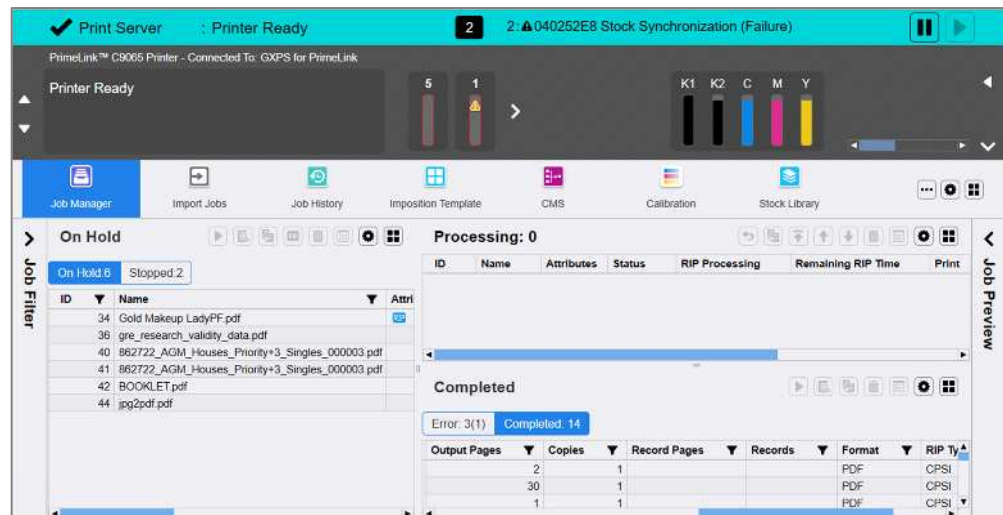 Print Server : Printer Ready 2 2: 040252E8 Stock Synchronization (Failure)
PrimeLink™ C9065 Printer - Connected To: GXPS for PrimeLink
Printer Ready 5 1 K1 K2 C M Y
Job Manager Import Jobs Job History Imposition Template CMS Calibration Stock Library
Job Filter
On Hold
On Hold:6 Stopped:2
ID Name Attri
34 Gold Makeup LadyPF.pdf
36 gre_research_validity_data.pdf
40 862722_AGM_Houses_Priority+3_Singles_000003.pdf
41 862722_AGM_Houses_Priority+3_Singles_000003.pdf
42 BOOKLET.pdf
44 jpg2pdf.pdf
Processing: 0
ID Name Attributes Status RIP Processing Remaining RIP Time Print
Completed
Error: 3(1) Completed: 14
Output Pages Copies Record Pages Records Format RIP Ty
2 1 PDF CPSI
30 1 PDF CPSI
1 1 PDF CPSI
Job Preview